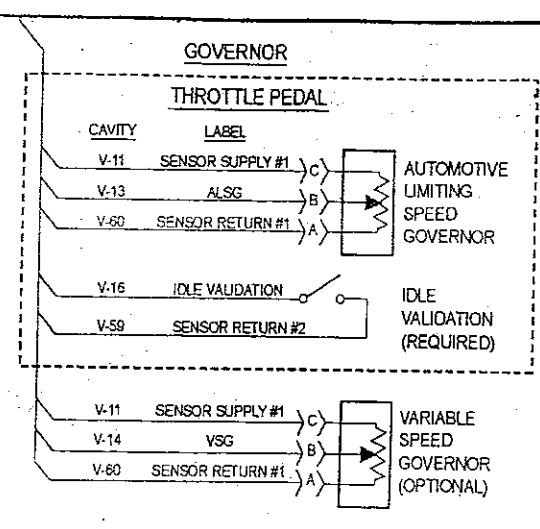 GOVERNOR
THROTTLE PEDAL
CAVITY LABEL
V-11 SENSOR SUPPLY #1 C
V-13 ALSG B
V-60 SENSOR RETURN #1 A
AUTOMOTIVE
LIMITING
SPEED
GOVERNOR
V-16 IDLE VALIDATION
V-59 SENSOR RETURN #2
IDLE
VALIDATION
(REQUIRED)
V-11 SENSOR SUPPLY #1 C
V-14 VSG B
V-60 SENSOR RETURN #1 A
VARIABLE
SPEED
GOVERNOR
(OPTIONAL)